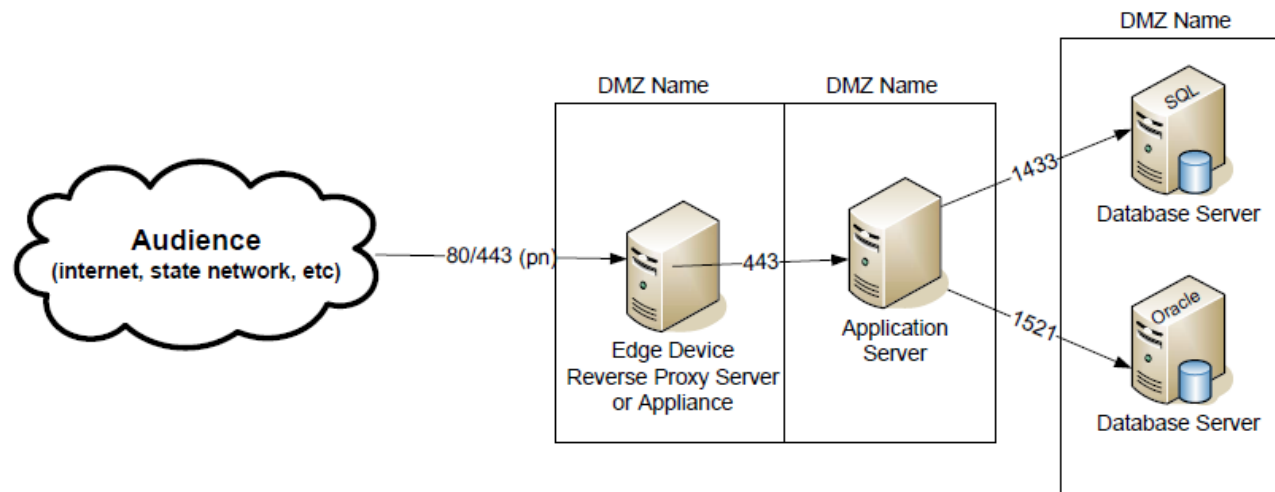 DMZ Name
DMZ Name
DMZ Name
SQL
1433
Database Server
Audience
(internet, state network, etc)
80/443 (pn)
443
Edge Device
Reverse Proxy Server
or Appliance
Application
Server
1521
Oracle
Database Server